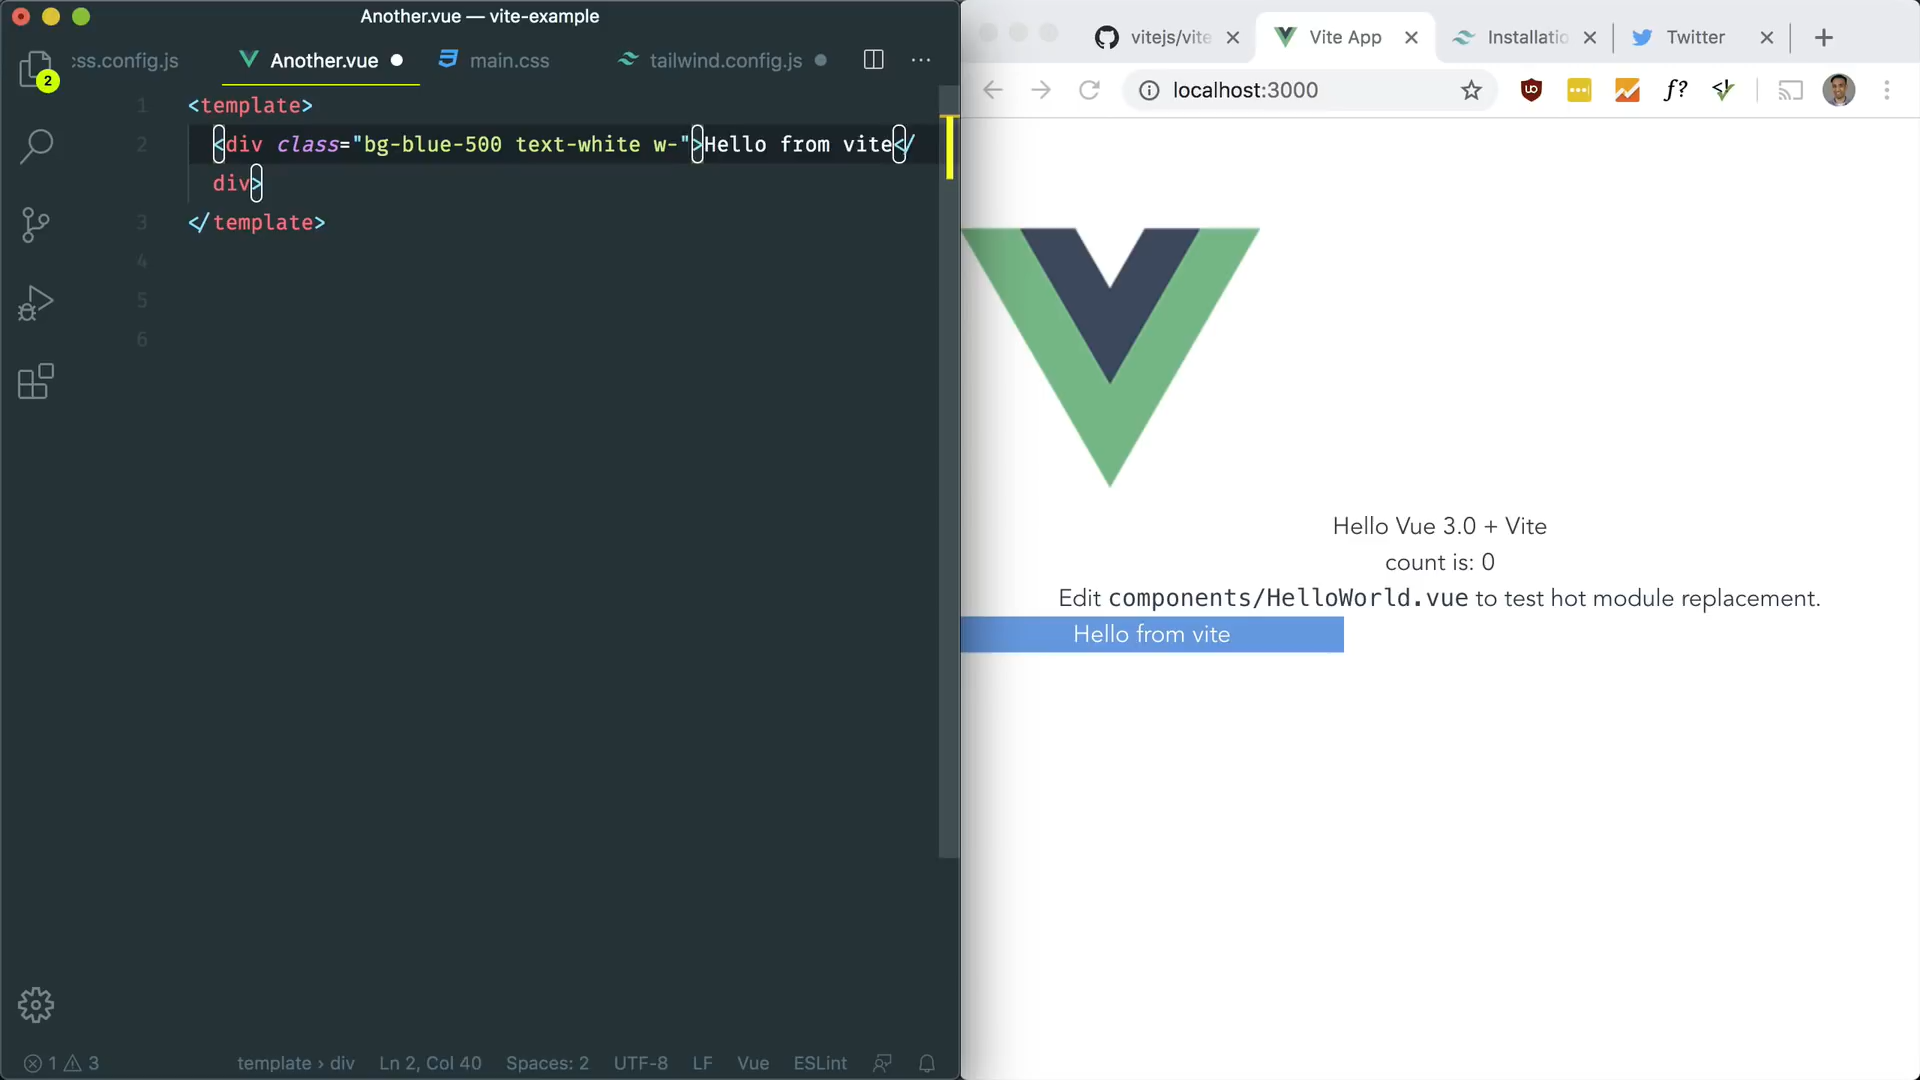 Another.vue — vite-example
css.config.js
Another.vue
main.css
tailwind.config.js
2
1 <template>
2 <div class="bg-blue-500 text-white w-">Hello from vite</
div>
3 </template>
4
5
6
1 3
template › div
Ln 2, Col 40
Spaces: 2
UTF-8
LF
Vue
ESLint
vitejs/vite
Vite App
Installatio
Twitter
localhost:3000
f?
Hello Vue 3.0 + Vite
count is: 0
Edit components/HelloWorld.vue to test hot module replacement.
Hello from vite